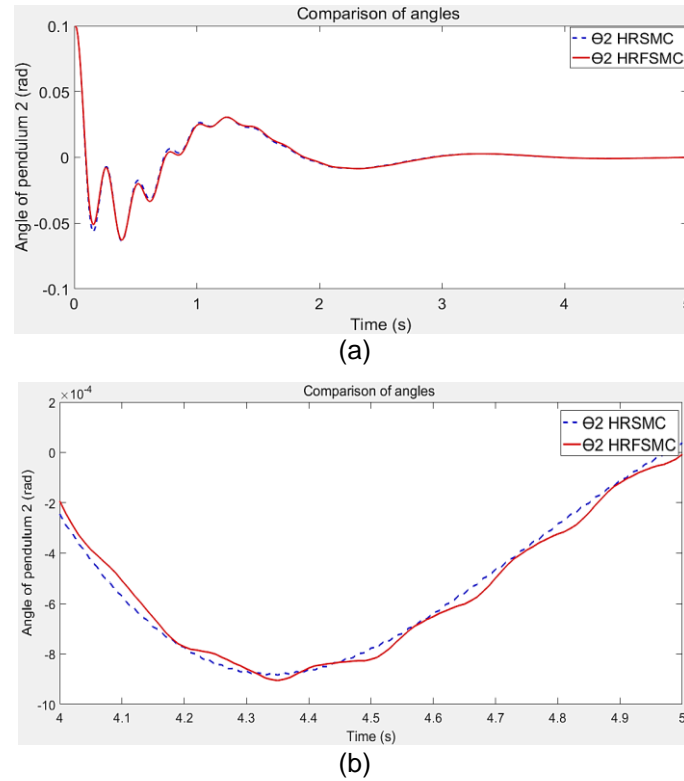 Comparison of angles
ϴ2 HRSMC
ϴ2 HRFSMC
Angle of pendulum 2 (rad)
0.1
0.05
0
-0.05
-0.1
0 1 2 3 4 5
Time (s)
(a)
Comparison of angles
×10⁻⁴
ϴ2 HRSMC
ϴ2 HRFSMC
Angle of pendulum 2 (rad)
2
0
-2
-4
-6
-8
-10
4 4.1 4.2 4.3 4.4 4.5 4.6 4.7 4.8 4.9 5
Time (s)
(b)